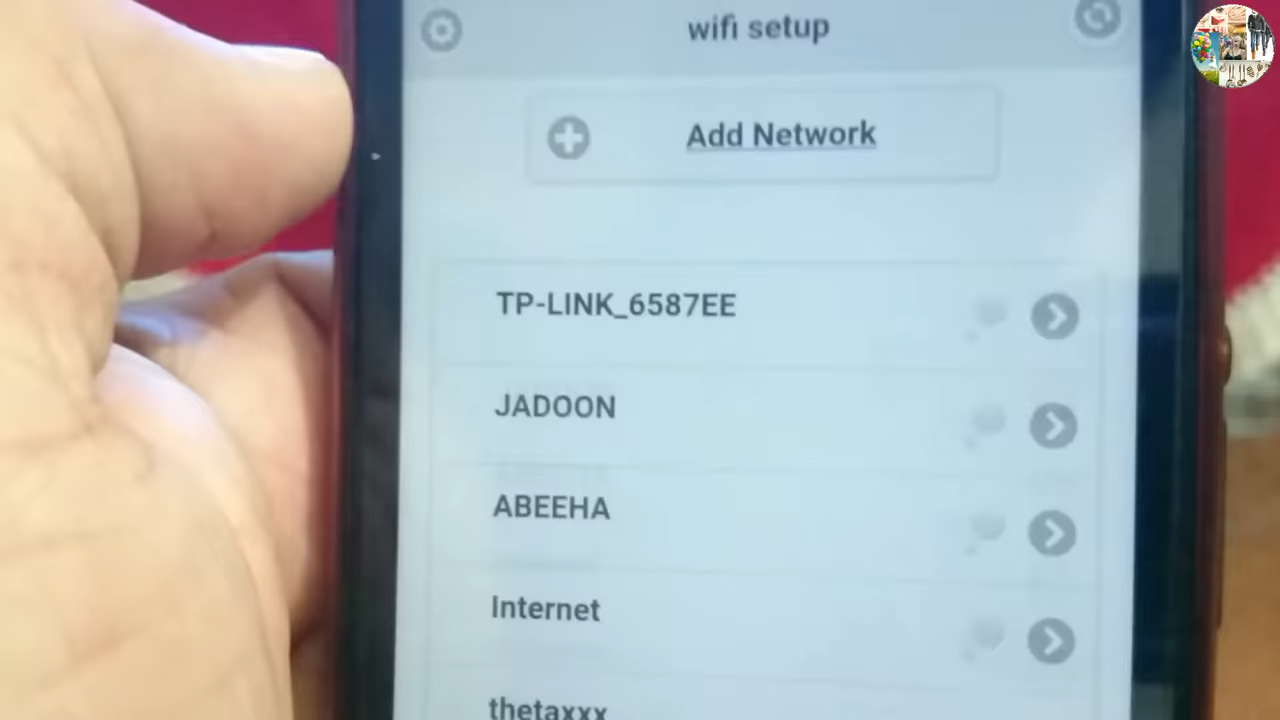 wifi setup
Add Network
TP-LINK_6587EE
JADOON
ABEEHA
Internet
thetaxxx